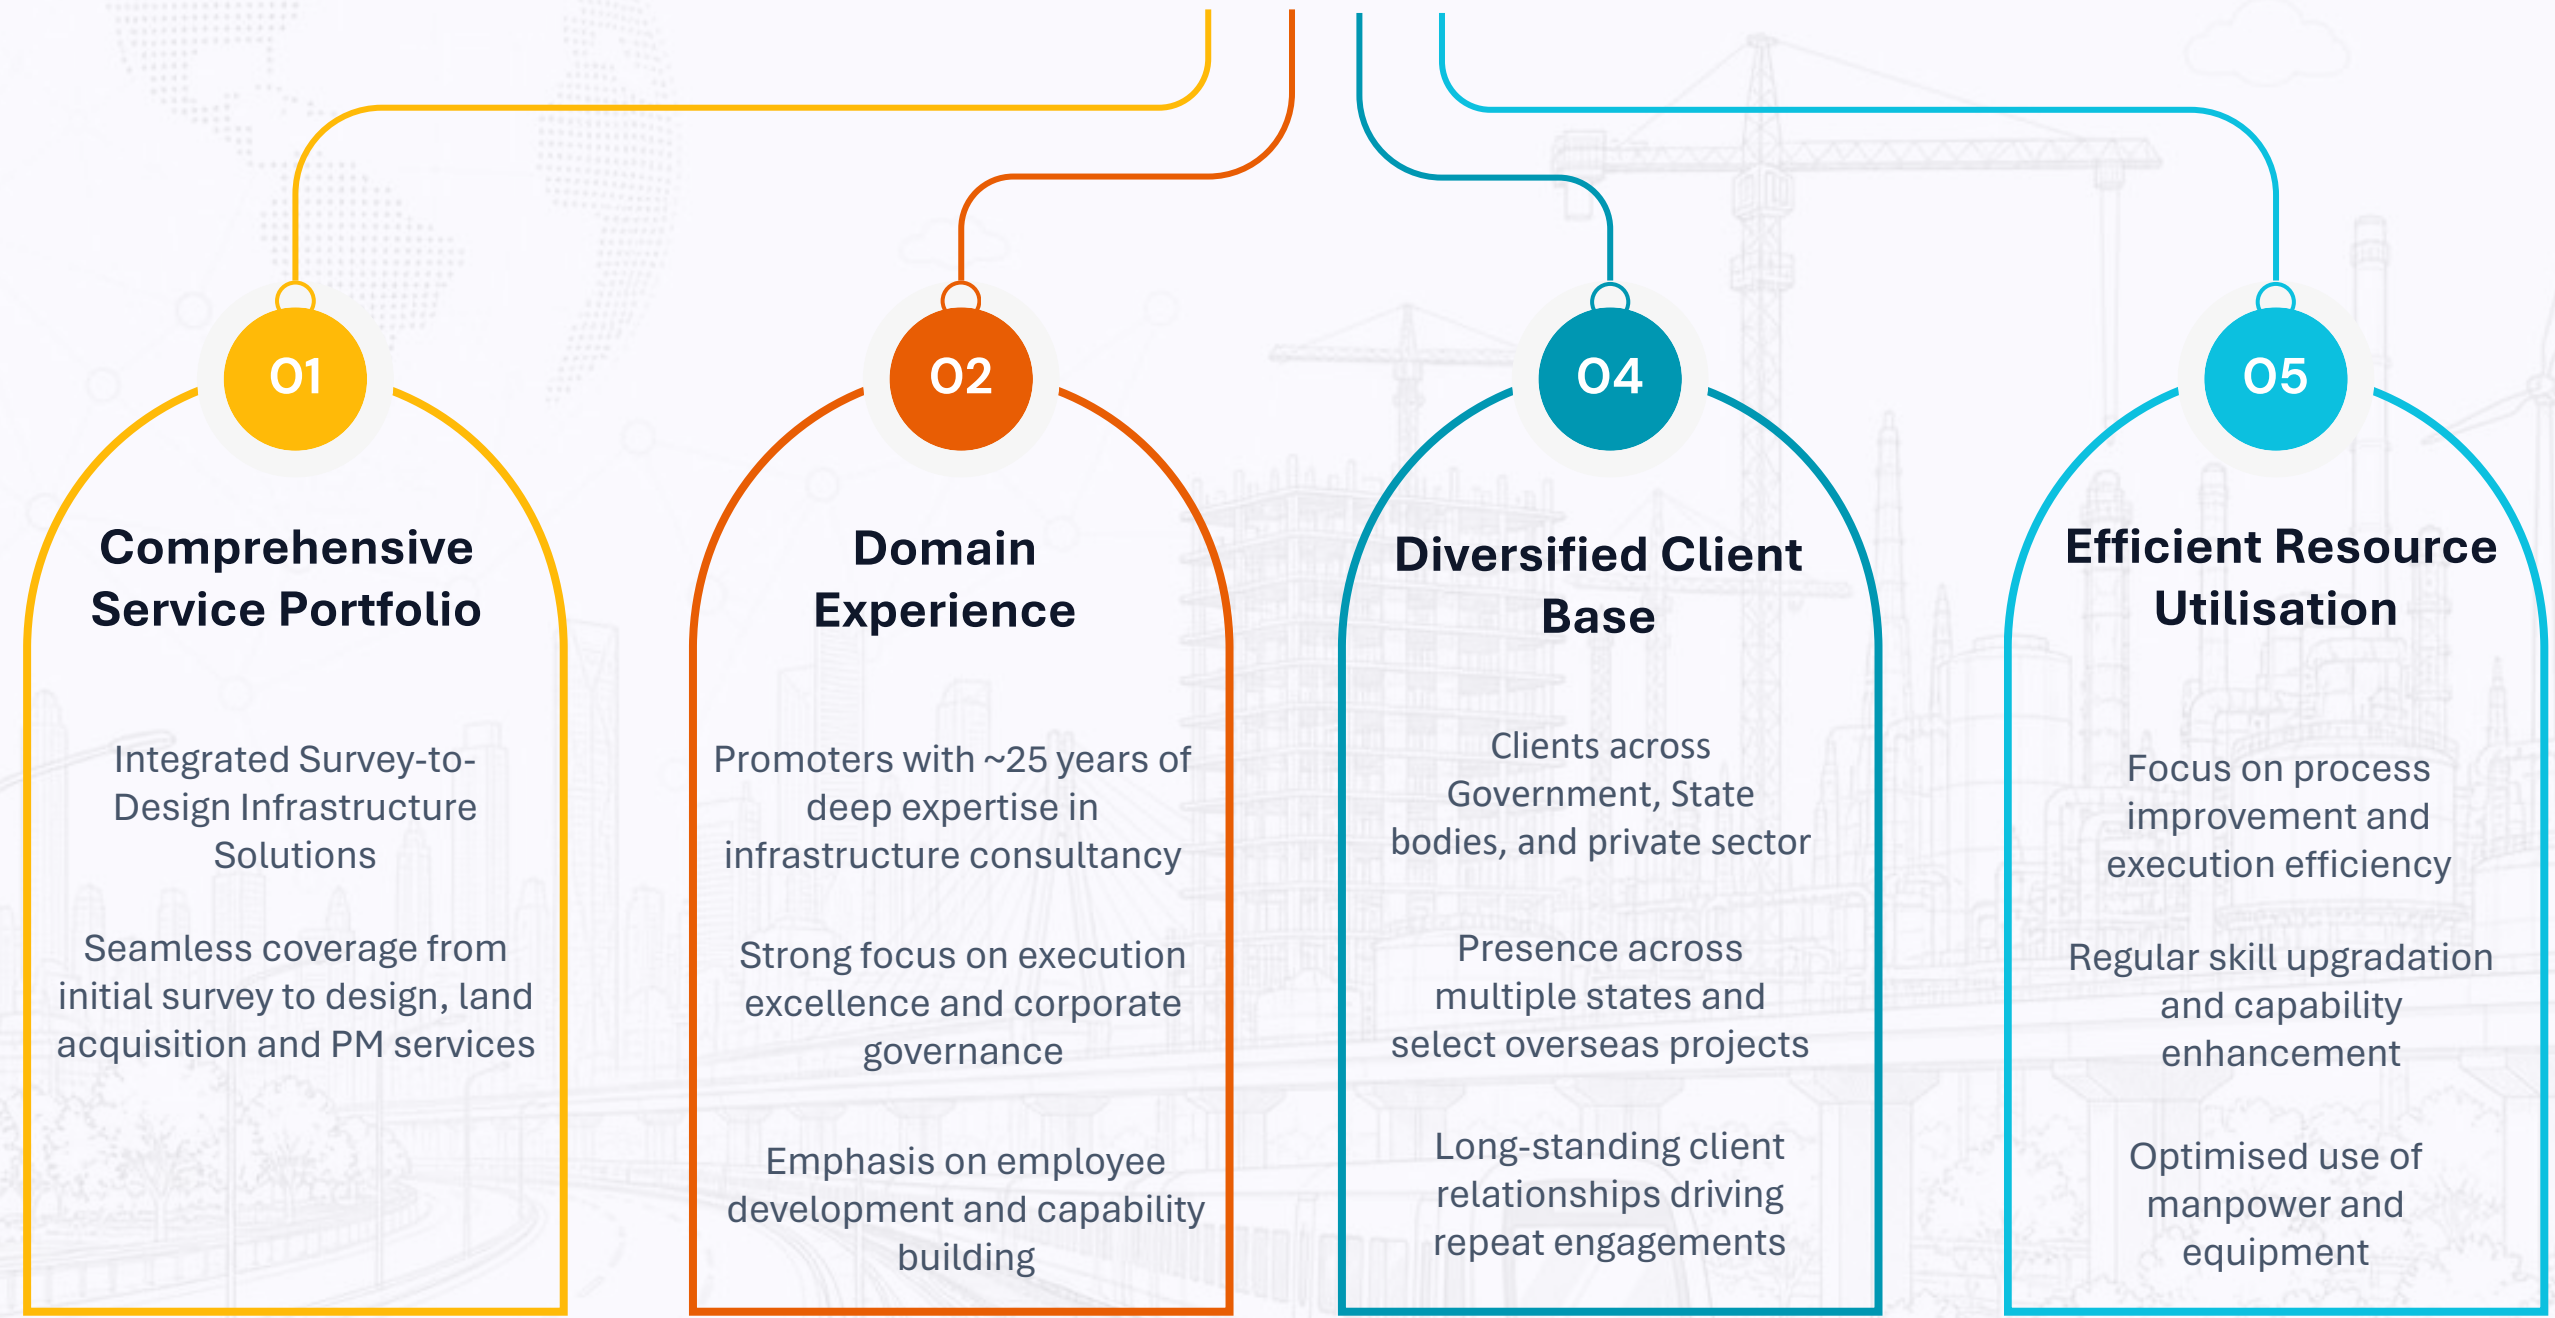 01
Comprehensive
Service Portfolio
Integrated Survey-to-
Design Infrastructure
Solutions
Seamless coverage from
initial survey to design, land
acquisition and PM services
02
Domain
Experience
Promoters with ~25 years of
deep expertise in
infrastructure consultancy
Strong focus on execution
excellence and corporate
governance
Emphasis on employee
development and capability
building
04
Diversified Client
Base
Clients across
Government, State
bodies, and private sector
Presence across
multiple states and
select overseas projects
Long-standing client
relationships driving
repeat engagements
05
Efficient Resource
Utilisation
Focus on process
improvement and
execution efficiency
Regular skill upgradation
and capability
enhancement
Optimised use of
manpower and
equipment